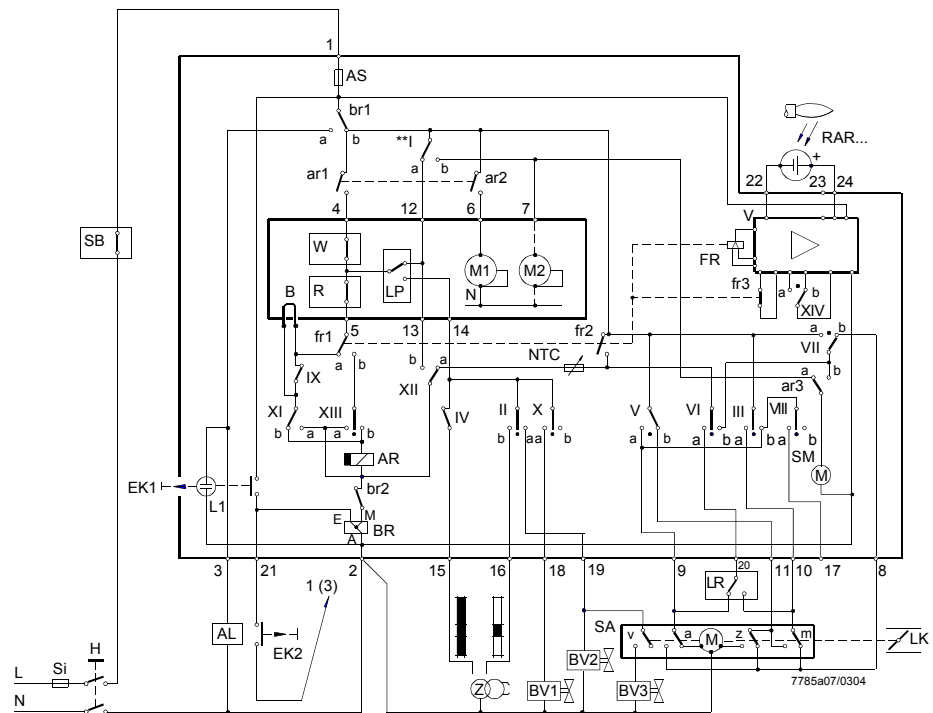 1
AS
br1
a b
**I
a b
RAR...
+
22 23 24
ar1
ar2
4 12 6 7
V
SB
W
R
LP
M1 M2
N
FR
fr3
a b
XIV
B
fr1
5 13 14
fr2
NTC
a b
VII
IX
a b
b a
XII
a b
ar3
XI
XIII
IV
II X
V
VI III VIII
b a a b
b a a b
a b
a b a b a b
SM
AR
M
EK1
L1
br2
E M
BR
A
3 21 2 15 16 18 19 9 20 11 10 17 8
1 (3)
LR
AL
EK2
SA
v a M z m
LK
H
L Si
N
Z
BV1
BV2
BV3
7785a07/0304